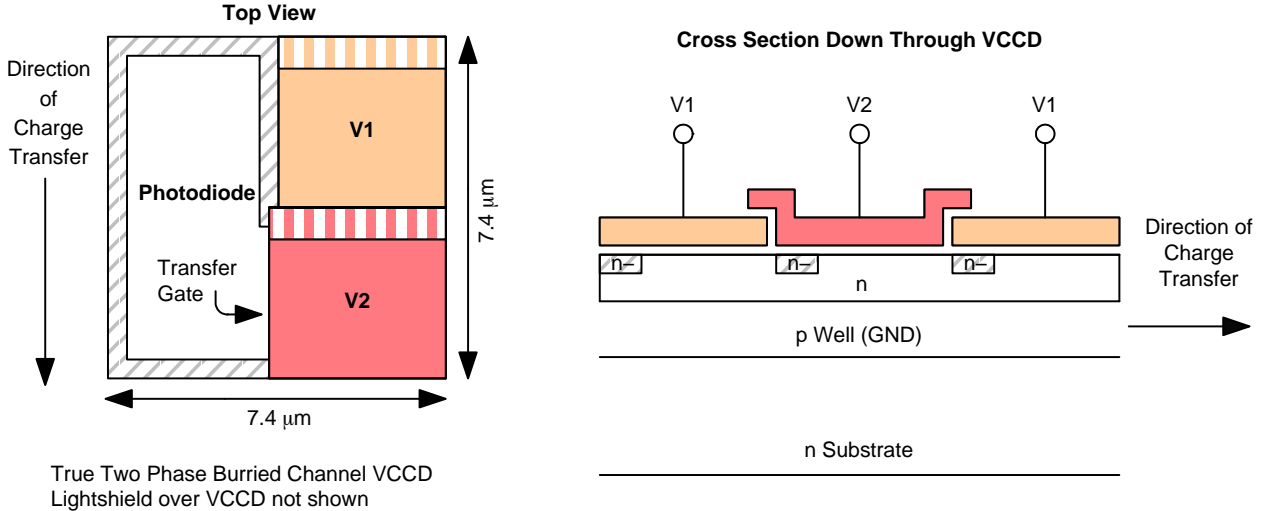 Top View
Direction
of
Charge
Transfer
V1
Photodiode
Transfer
Gate
V2
7.4 μm
7.4 μm
True Two Phase Burried Channel VCCD
Lightshield over VCCD not shown
Cross Section Down Through VCCD
V1
V2
V1
n–
n–
n–
n
p Well (GND)
n Substrate
Direction of
Charge
Transfer